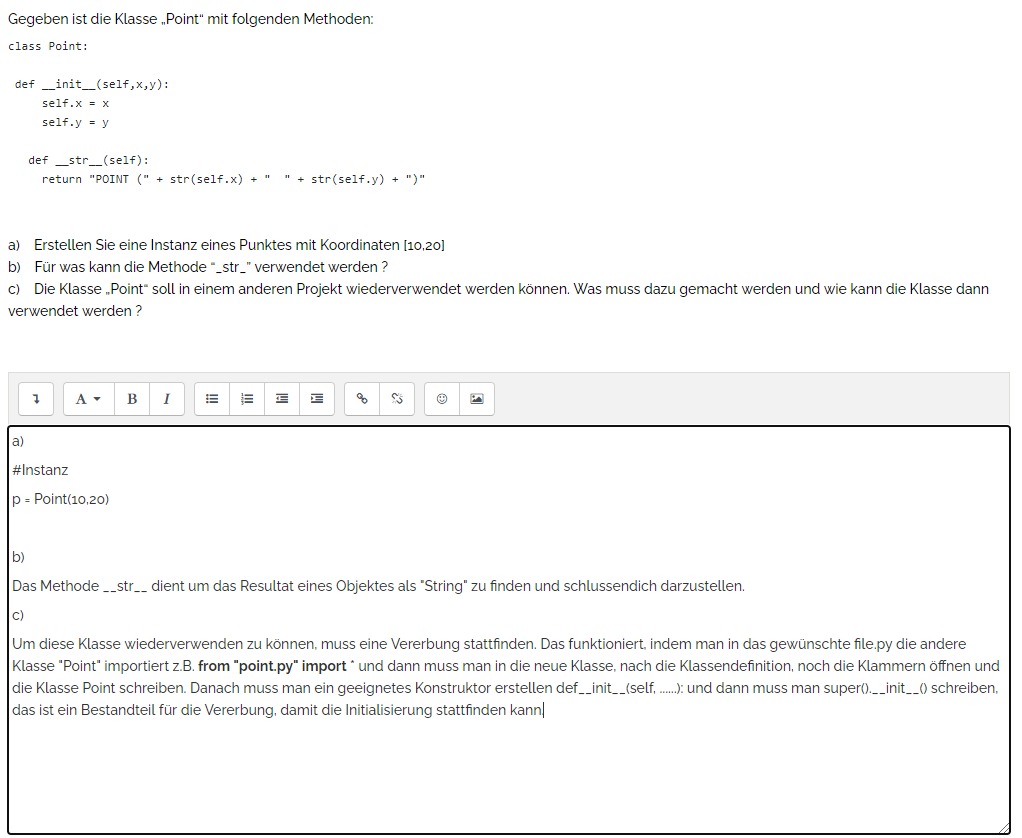 Gegeben ist die Klasse „Point“ mit folgenden Methoden:
class Point:
def __init__(self,x,y):
self.x = x
self.y = y
def __str__(self):
return "POINT (" + str(self.x) + "  " + str(self.y) + ")"
a) Erstellen Sie eine Instanz eines Punktes mit Koordinaten [10,20]
b) Für was kann die Methode “_str_” verwendet werden ?
c) Die Klasse „Point“ soll in einem anderen Projekt wiederverwendet werden können. Was muss dazu gemacht werden und wie kann die Klasse dann
verwendet werden ?
A B I
a)
#Instanz
p = Point(10,20)
b)
Das Methode __str__ dient um das Resultat eines Objektes als "String" zu finden und schlussendich darzustellen.
c)
Um diese Klasse wiederverwenden zu können, muss eine Vererbung stattfinden. Das funktioniert, indem man in das gewünschte file.py die andere
Klasse "Point" importiert z.B. from "point.py" import * und dann muss man in die neue Klasse, nach die Klassendefinition, noch die Klammern öffnen und
die Klasse Point schreiben. Danach muss man ein geeignetes Konstruktor erstellen def__init__(self, ......): und dann muss man super().__init__() schreiben,
das ist ein Bestandteil für die Vererbung, damit die Initialisierung stattfinden kann